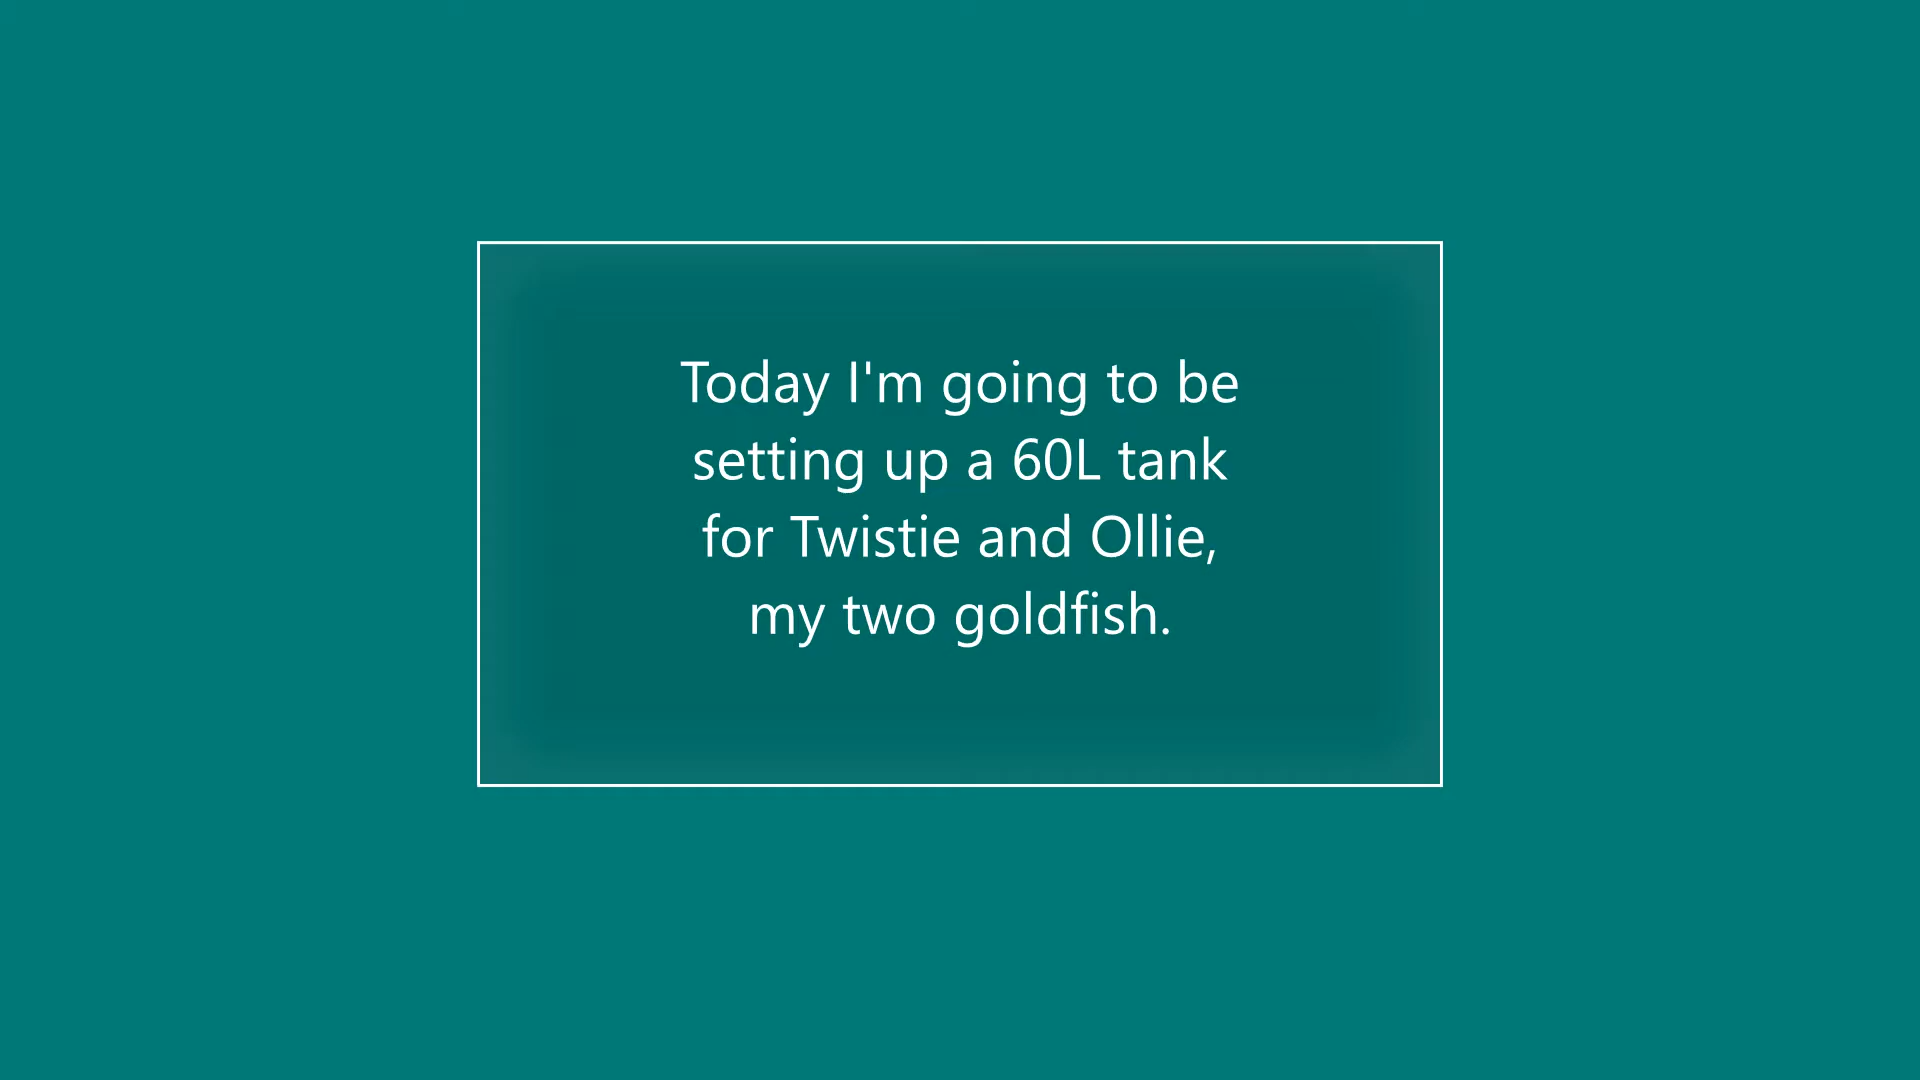 Today I'm going to be
setting up a 60L tank
for Twistie and Ollie,
my two goldfish.